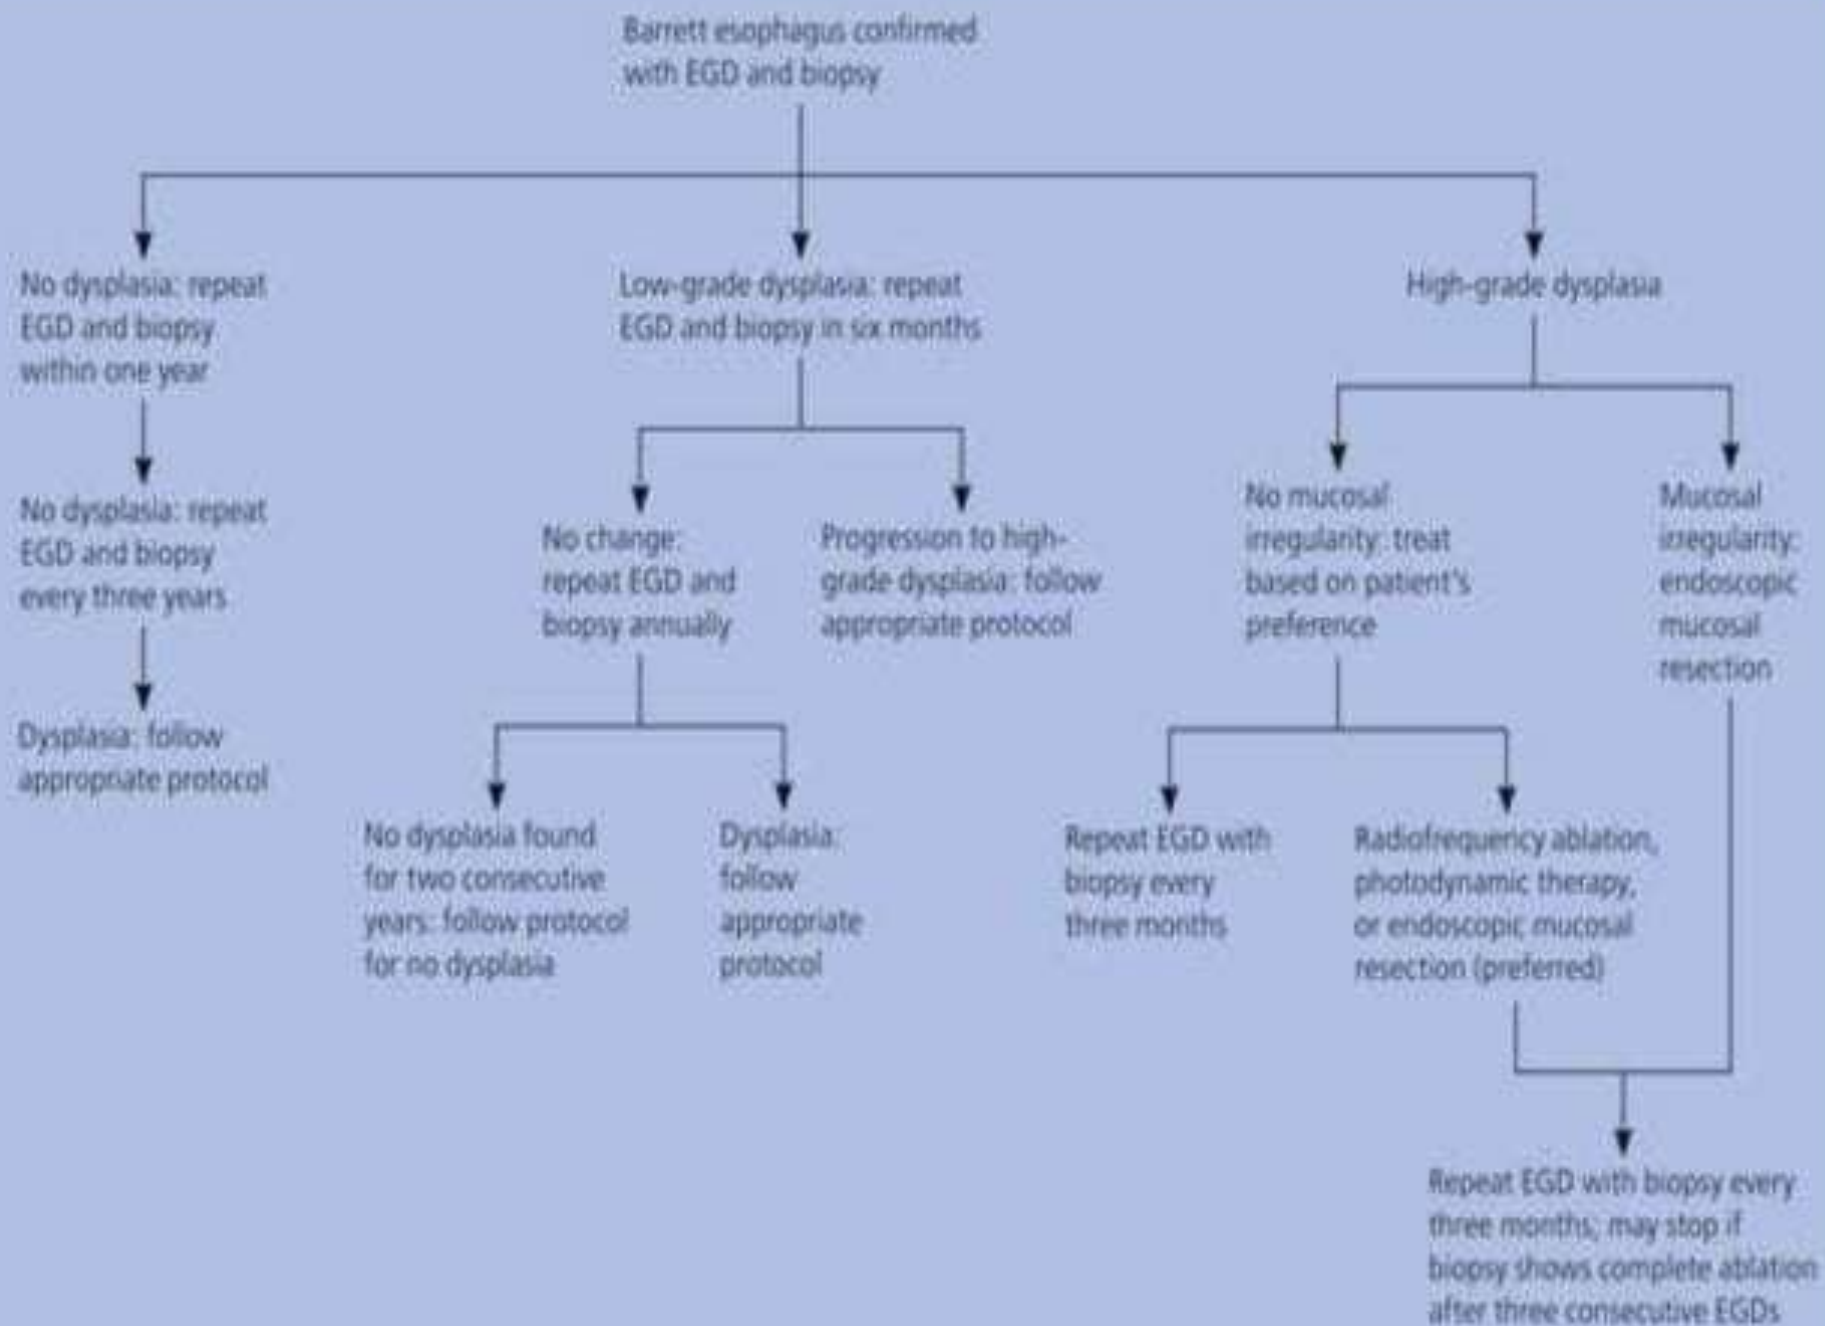 Barrett esophagus confirmed
with EGD and biopsy
No dysplasia: repeat
EGD and biopsy
within one year
Low-grade dysplasia: repeat
EGD and biopsy in six months
High-grade dysplasia
No dysplasia: repeat
EGD and biopsy
every three years
No change:
repeat EGD and
biopsy annually
Progression to high-
grade dysplasia: follow
appropriate protocol
No mucosal
irregularity: treat
based on patient's
preference
Mucosal
irregularity:
endoscopic
mucosal
resection
Dysplasia: follow
appropriate protocol
No dysplasia found
for two consecutive
years: follow protocol
for no dysplasia
Dysplasia:
follow
appropriate
protocol
Repeat EGD with
biopsy every
three months
Radiofrequency ablation,
photodynamic therapy,
or endoscopic mucosal
resection (preferred)
Repeat EGD with biopsy every
three months; may stop if
biopsy shows complete ablation
after three consecutive EGDs